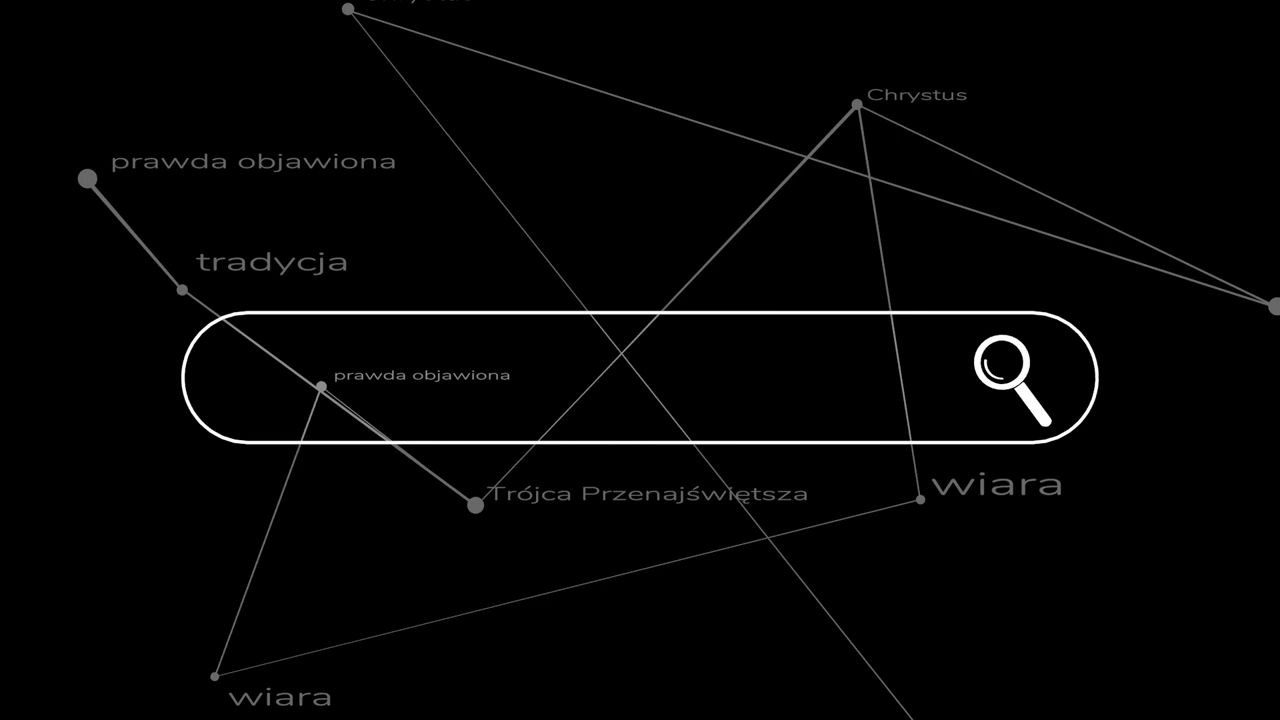 Chrystus
prawda objawiona
tradycja
prawda objawiona
wiara
Trójca Przenajświętsza
wiara